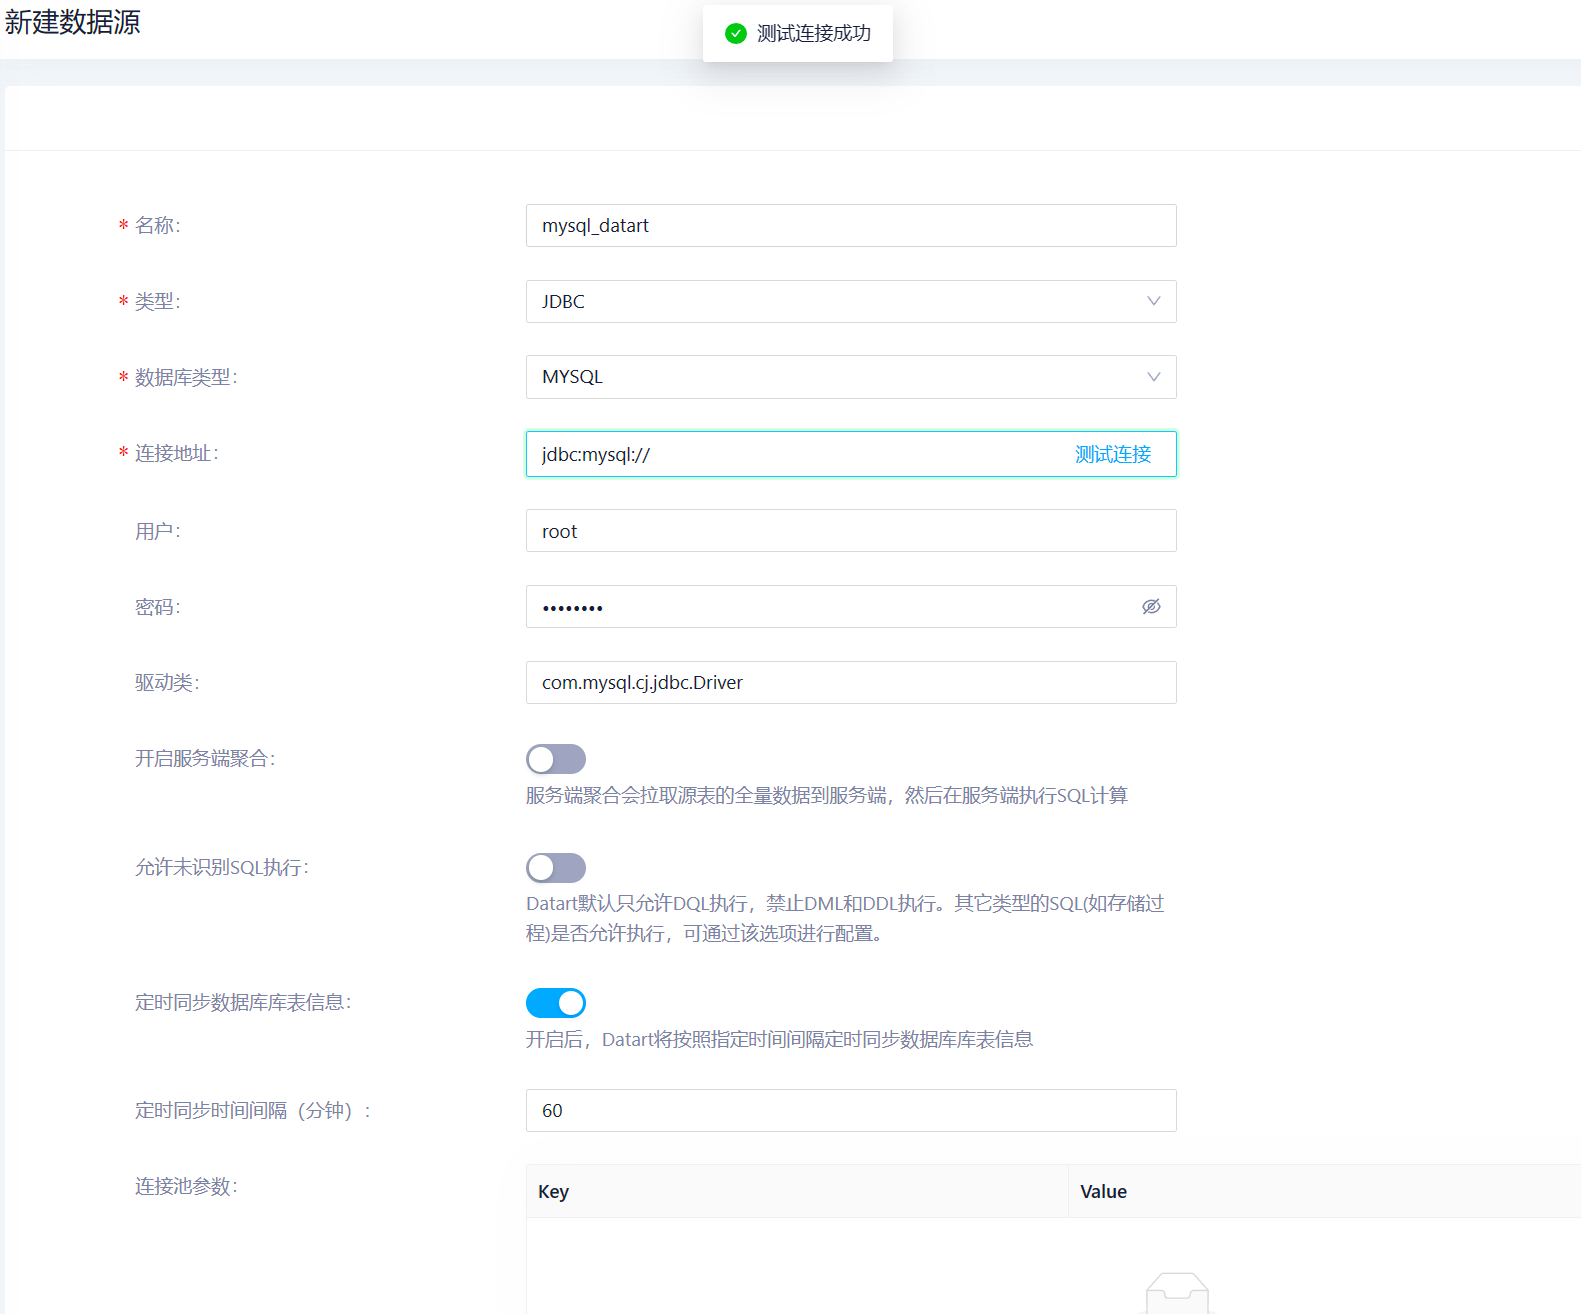 新建数据源
测试连接成功
* 名称：
mysql_datart
* 类型：
JDBC
* 数据库类型：
MYSQL
* 连接地址：
jdbc:mysql:// 测试连接
用户：
root
密码：
••••••••
驱动类：
com.mysql.cj.jdbc.Driver
开启服务端聚合：
服务端聚合会拉取源表的全量数据到服务端，然后在服务端执行SQL计算
允许未识别SQL执行：
Datart默认只允许DQL执行，禁止DML和DDL执行。其它类型的SQL(如存储过
程)是否允许执行，可通过该选项进行配置。
定时同步数据库库表信息：
开启后，Datart将按照指定时间间隔定时同步数据库库表信息
定时同步时间间隔（分钟）：
60
连接池参数：
Key Value